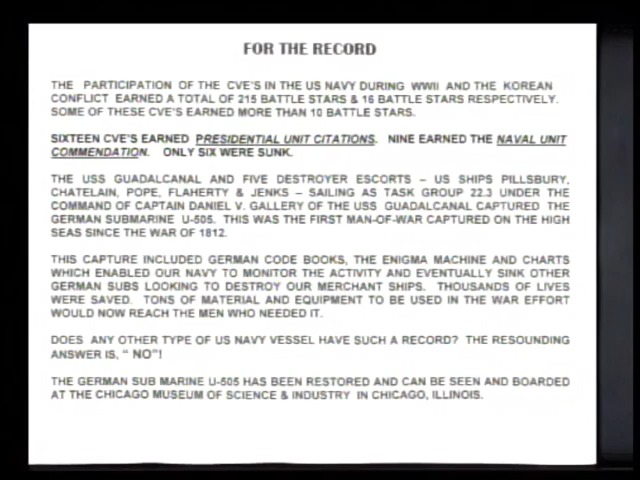 FOR THE RECORD
THE PARTICIPATION OF THE CVE'S IN THE US NAVY DURING WWII AND THE KOREAN
CONFLICT EARNED A TOTAL OF 215 BATTLE STARS & 16 BATTLE STARS RESPECTIVELY.
SOME OF THESE CVE'S EARNED MORE THAN 10 BATTLE STARS.
SIXTEEN CVE'S EARNED PRESIDENTIAL UNIT CITATIONS. NINE EARNED THE NAVAL UNIT
COMMENDATION. ONLY SIX WERE SUNK.
THE USS GUADALCANAL AND FIVE DESTROYER ESCORTS – US SHIPS PILLSBURY,
CHATELAIN, POPE, FLAHERTY & JENKS – SAILING AS TASK GROUP 22.3 UNDER THE
COMMAND OF CAPTAIN DANIEL V. GALLERY OF THE USS GUADALCANAL CAPTURED THE
GERMAN SUBMARINE U-505. THIS WAS THE FIRST MAN-OF-WAR CAPTURED ON THE HIGH
SEAS SINCE THE WAR OF 1812.
THIS CAPTURE INCLUDED GERMAN CODE BOOKS, THE ENIGMA MACHINE AND CHARTS
WHICH ENABLED OUR NAVY TO MONITOR THE ACTIVITY AND EVENTUALLY SINK OTHER
GERMAN SUBS LOOKING TO DESTROY OUR MERCHANT SHIPS. THOUSANDS OF LIVES
WERE SAVED. TONS OF MATERIAL AND EQUIPMENT TO BE USED IN THE WAR EFFORT
WOULD NOW REACH THE MEN WHO NEEDED IT.
DOES ANY OTHER TYPE OF US NAVY VESSEL HAVE SUCH A RECORD? THE RESOUNDING
ANSWER IS, " NO"!
THE GERMAN SUB MARINE U-505 HAS BEEN RESTORED AND CAN BE SEEN AND BOARDED
AT THE CHICAGO MUSEUM OF SCIENCE & INDUSTRY IN CHICAGO, ILLINOIS.